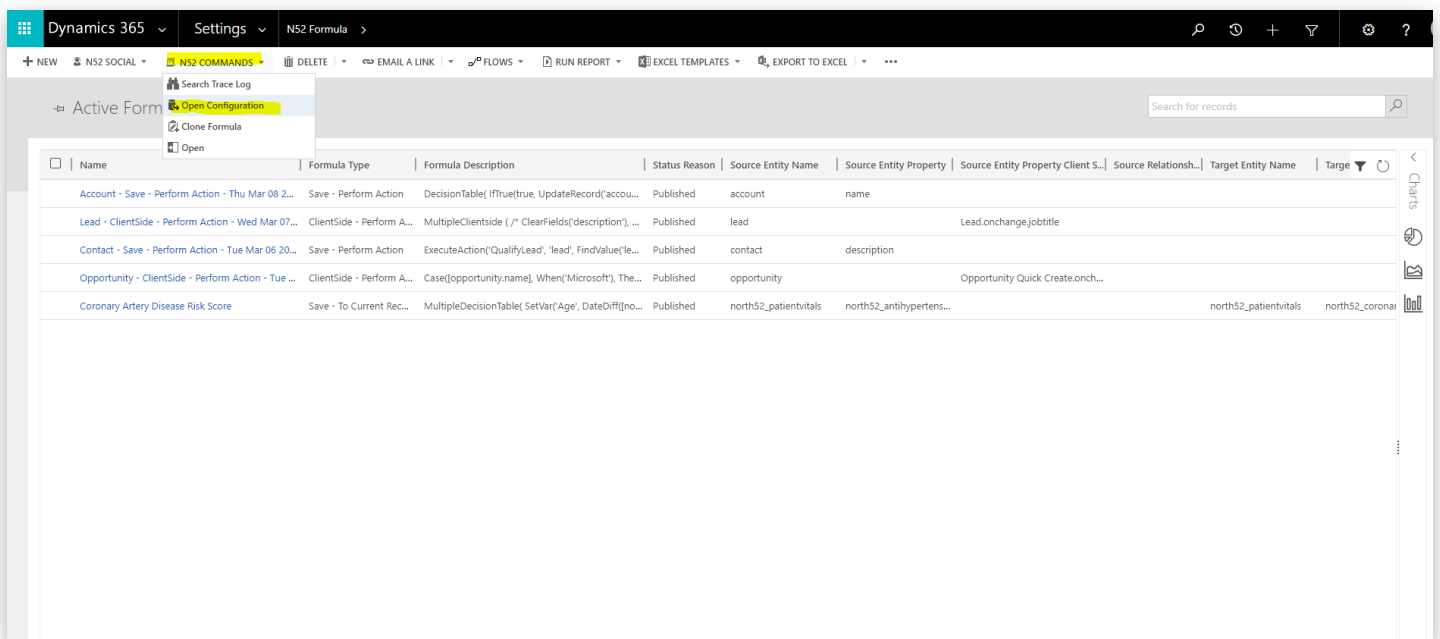 Dynamics 365 Settings N52 Formula
NEW N52 SOCIAL N52 COMMANDS DELETE EMAIL A LINK FLOWS RUN REPORT EXCEL TEMPLATES EXPORT TO EXCEL
Search Trace Log
Open Configuration
Clone Formula
Open
Active Form
Search for records
Name Formula Type Formula Description Status Reason Source Entity Name Source Entity Property Source Entity Property Client S... Source Relationsh... Target Entity Name Targe
Account - Save - Perform Action - Thu Mar 08 2... Save - Perform Action DecisionTable( IfTrue(true, UpdateRecord('accou... Published account name
Lead - ClientSide - Perform Action - Wed Mar 07... ClientSide - Perform A... MultipleClientside ( /* ClearFields('description'), ... Published lead Lead.onchange.jobtitle
Contact - Save - Perform Action - Tue Mar 06 20... Save - Perform Action ExecuteAction('QualifyLead', 'lead', FindValue('le... Published contact description
Opportunity - ClientSide - Perform Action - Tue ... ClientSide - Perform A... Case([opportunity.name], When('Microsoft'), The... Published opportunity Opportunity Quick Create.onch...
Coronary Artery Disease Risk Score Save - To Current Rec... MultipleDecisionTable( SetVar('Age', DateDiff([no... Published north52_patientvitals north52_antihypertens... north52_patientvitals north52_coronar
Charts